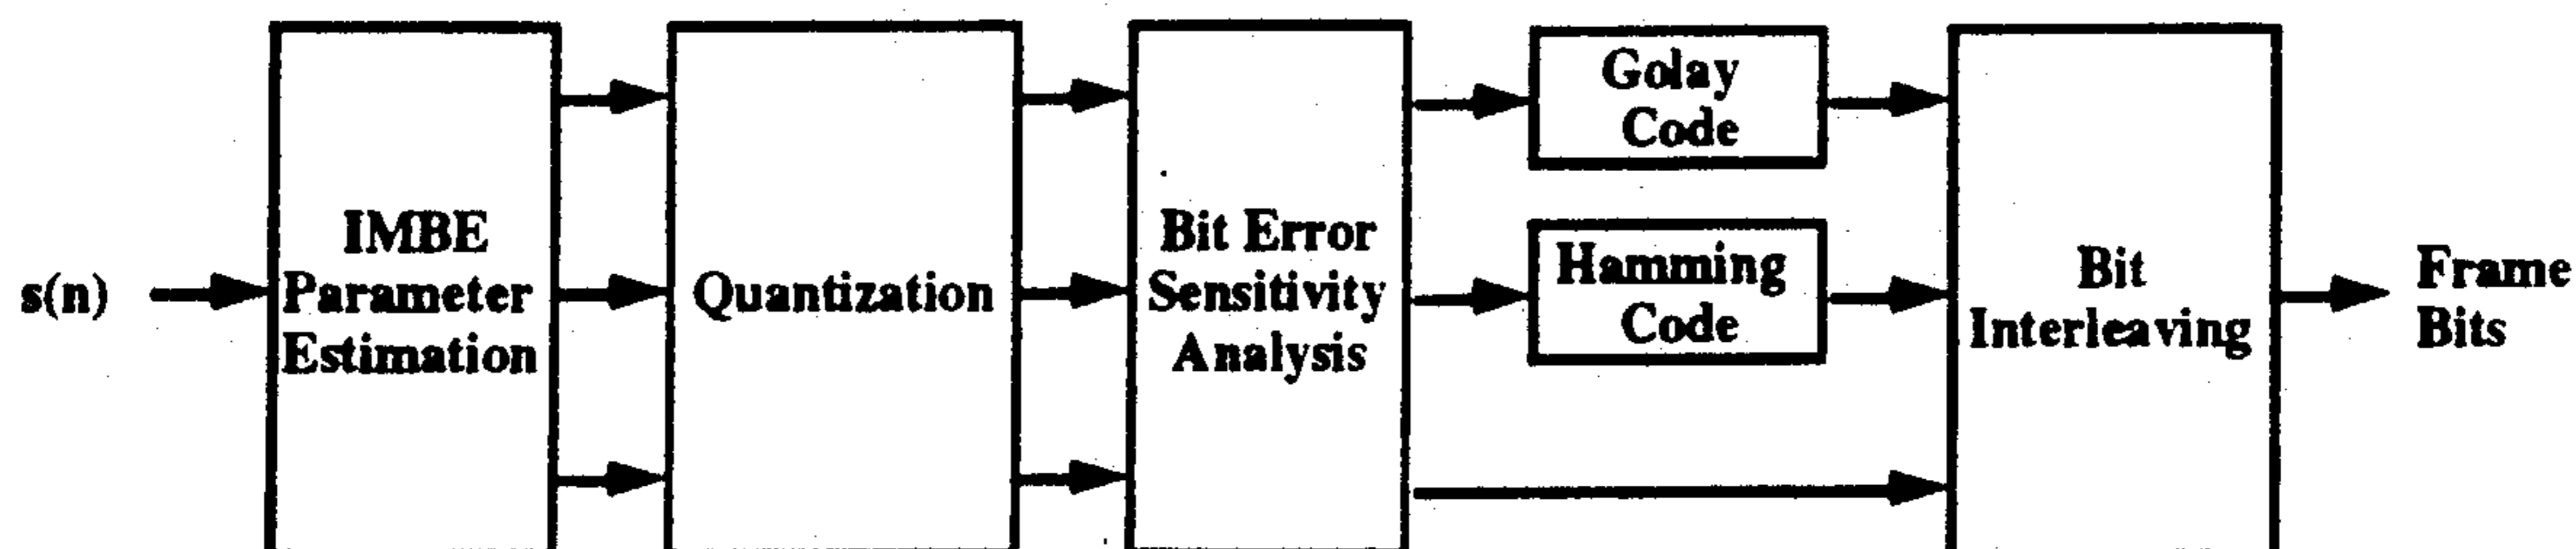 s(n)
IMBE
Parameter
Estimation
Quantization
Bit Error
Sensitivity
Analysis
Golay
Code
Hamming
Code
Bit
Interleaving
Frame
Bits